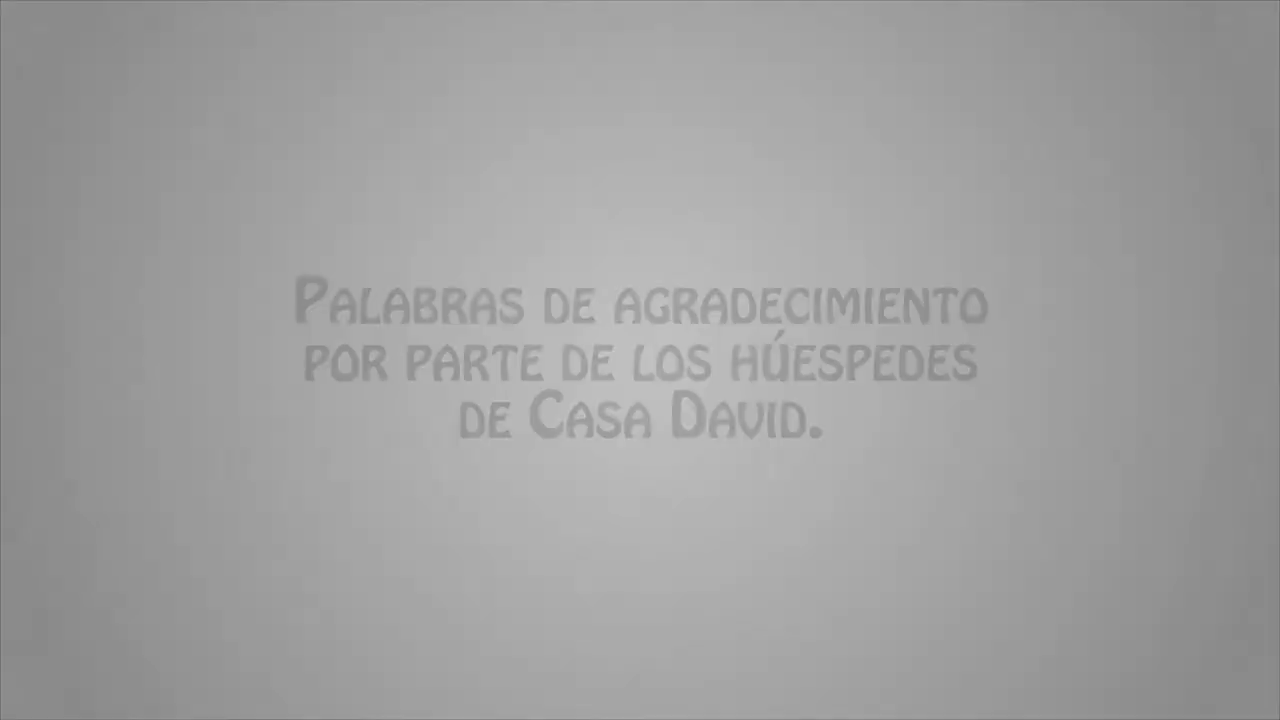 Palabras de agradecimiento
por parte de los húespedes
de Casa David.